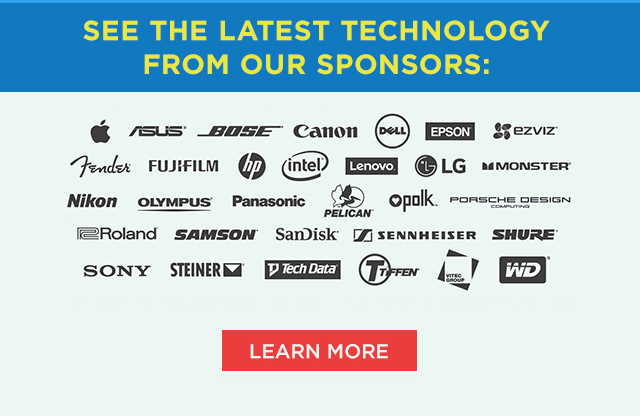 SEE THE LATEST TECHNOLOGY
FROM OUR SPONSORS:
ASUS BOSE Canon DELL EPSON ezviz
Fender FUJIFILM hp intel Lenovo LG MONSTER
Nikon OLYMPUS Panasonic PELICAN polk PORSCHE DESIGN
COMPUTING
Roland SAMSON SanDisk SENNHEISER SHURE
SONY STEINER Tech Data TIFFEN VITEC GROUP WD
LEARN MORE